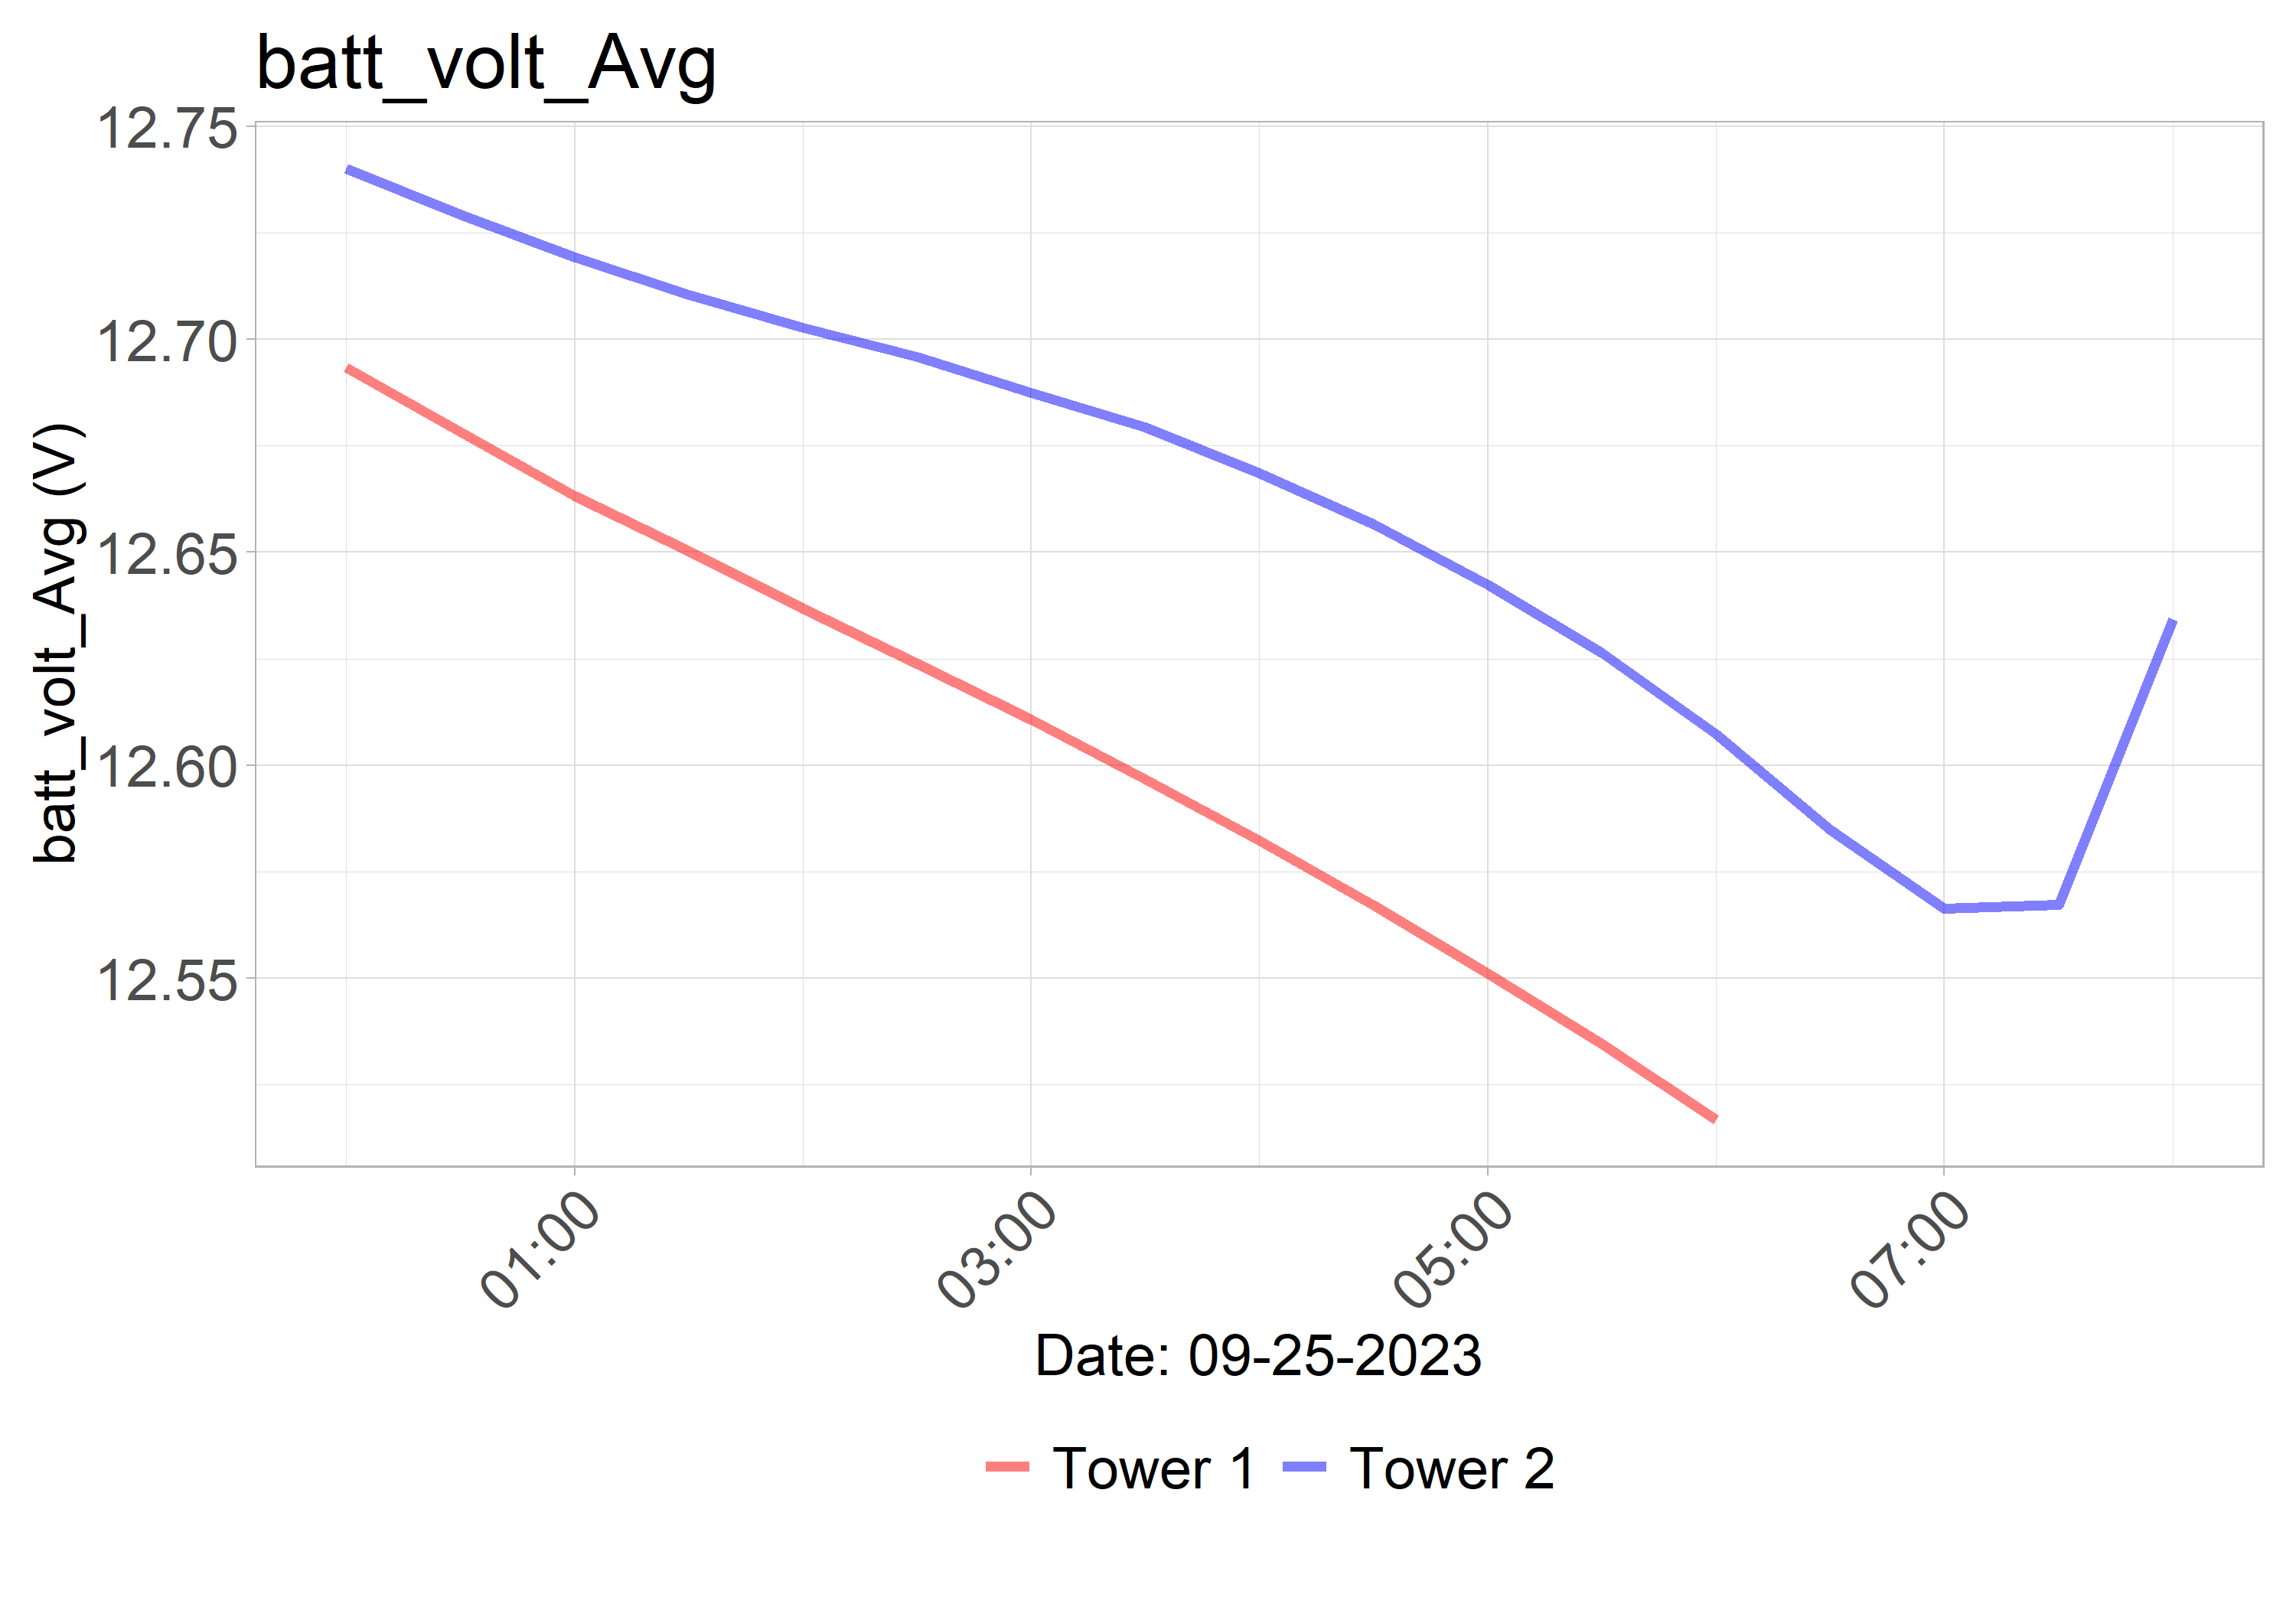 batt_volt_Avg
12.75
12.70
12.65
12.60
12.55
batt_volt_Avg (V)
01:00
03:00
05:00
07:00
Date: 09-25-2023
Tower 1
Tower 2